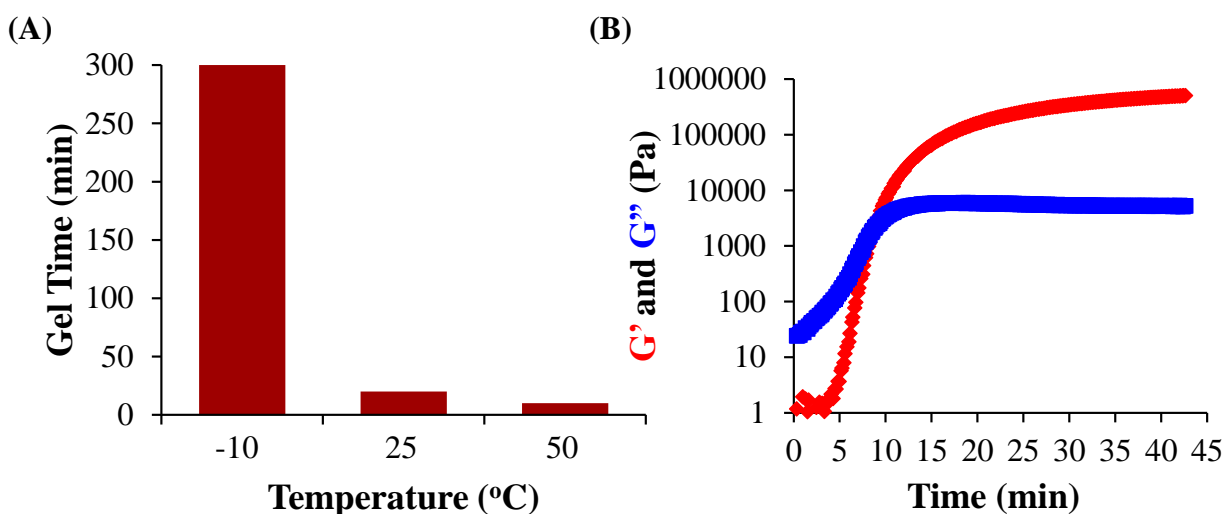 (A)
Gel Time (min)
300
250
200
150
100
50
0
-10 25 50
Temperature (oC)
(B)
G’ and G” (Pa)
1000000
100000
10000
1000
100
10
1
0 5 10 15 20 25 30 35 40 45
Time (min)